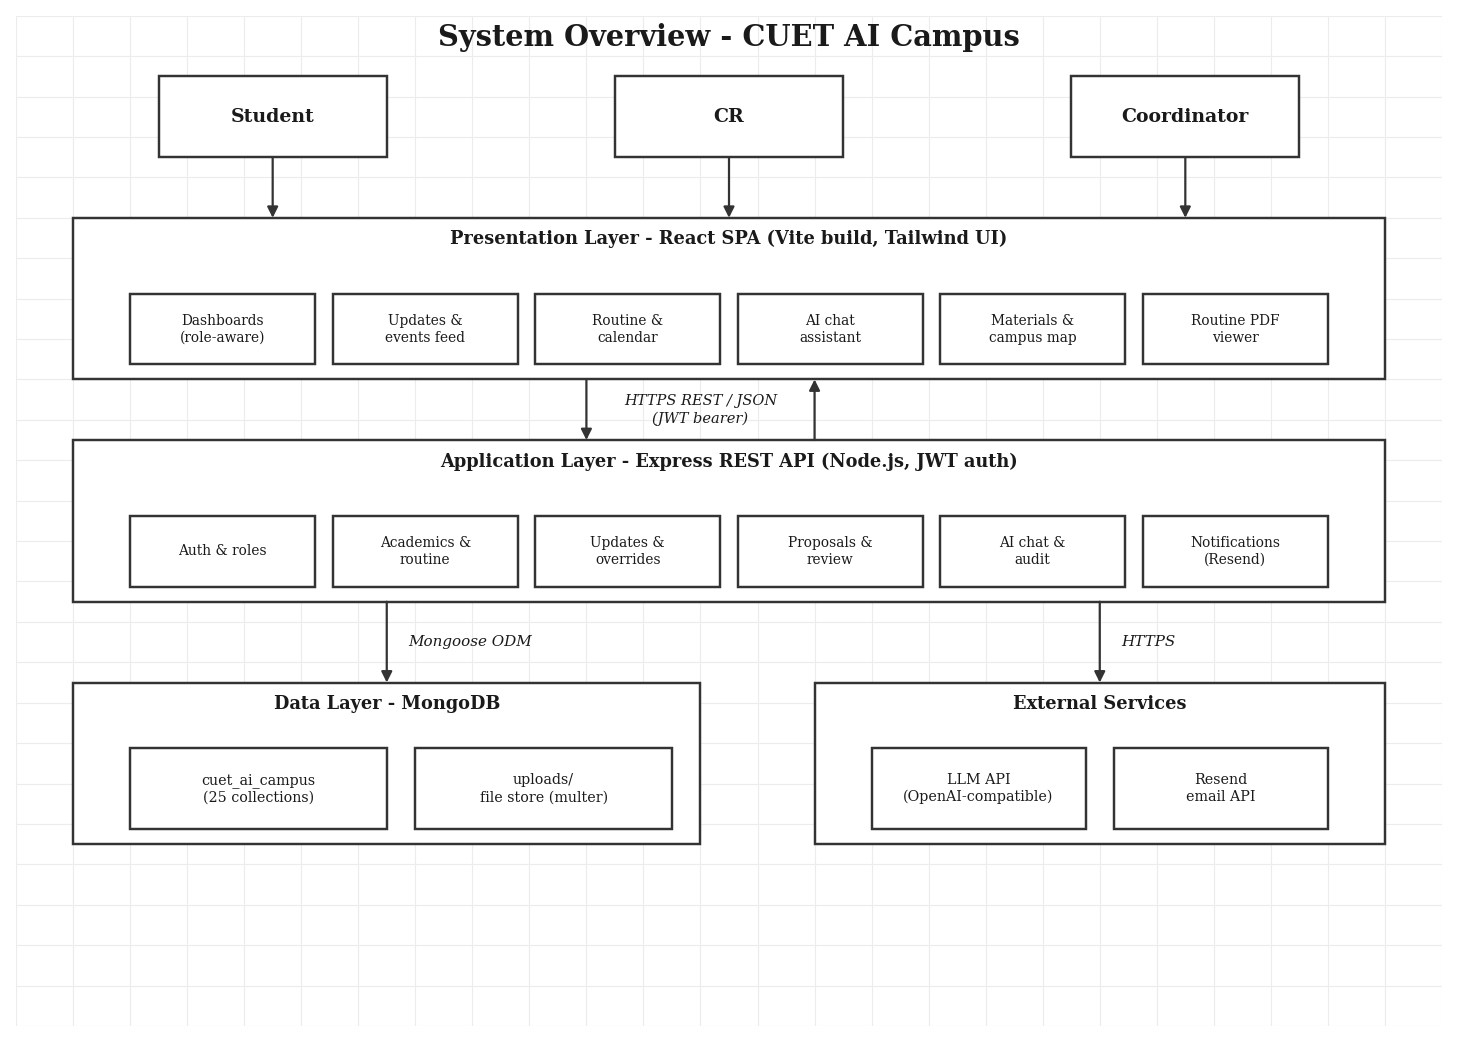 System Overview - CUET AI Campus
Student
CR
Coordinator
Presentation Layer - React SPA (Vite build, Tailwind UI)
Dashboards
(role-aware)
Updates &
events feed
Routine &
calendar
AI chat
assistant
Materials &
campus map
Routine PDF
viewer
HTTPS REST / JSON
(JWT bearer)
Application Layer - Express REST API (Node.js, JWT auth)
Auth & roles
Academics &
routine
Updates &
overrides
Proposals &
review
AI chat &
audit
Notifications
(Resend)
Mongoose ODM
HTTPS
Data Layer - MongoDB
cuet_ai_campus
(25 collections)
uploads/
file store (multer)
External Services
LLM API
(OpenAI-compatible)
Resend
email API